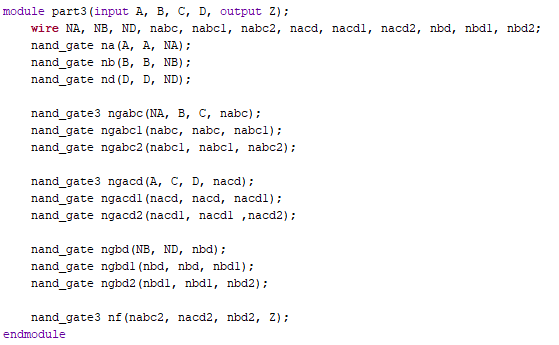 module part3(input A, B, C, D, output Z);
wire NA, NB, ND, nabc, nabc1, nabc2, nacd, nacd1, nacd2, nbd, nbd1, nbd2;
nand_gate na(A, A, NA);
nand_gate nb(B, B, NB);
nand_gate nd(D, D, ND);
nand_gate3 ngabc(NA, B, C, nabc);
nand_gate ngabc1(nabc, nabc, nabc1);
nand_gate ngabc2(nabc1, nabc1, nabc2);
nand_gate3 ngacd(A, C, D, nacd);
nand_gate ngacd1(nacd, nacd, nacd1);
nand_gate ngacd2(nacd1, nacd1 ,nacd2);
nand_gate ngbd(NB, ND, nbd);
nand_gate ngbd1(nbd, nbd, nbd1);
nand_gate ngbd2(nbd1, nbd1, nbd2);
nand_gate3 nf(nabc2, nacd2, nbd2, Z);
endmodule